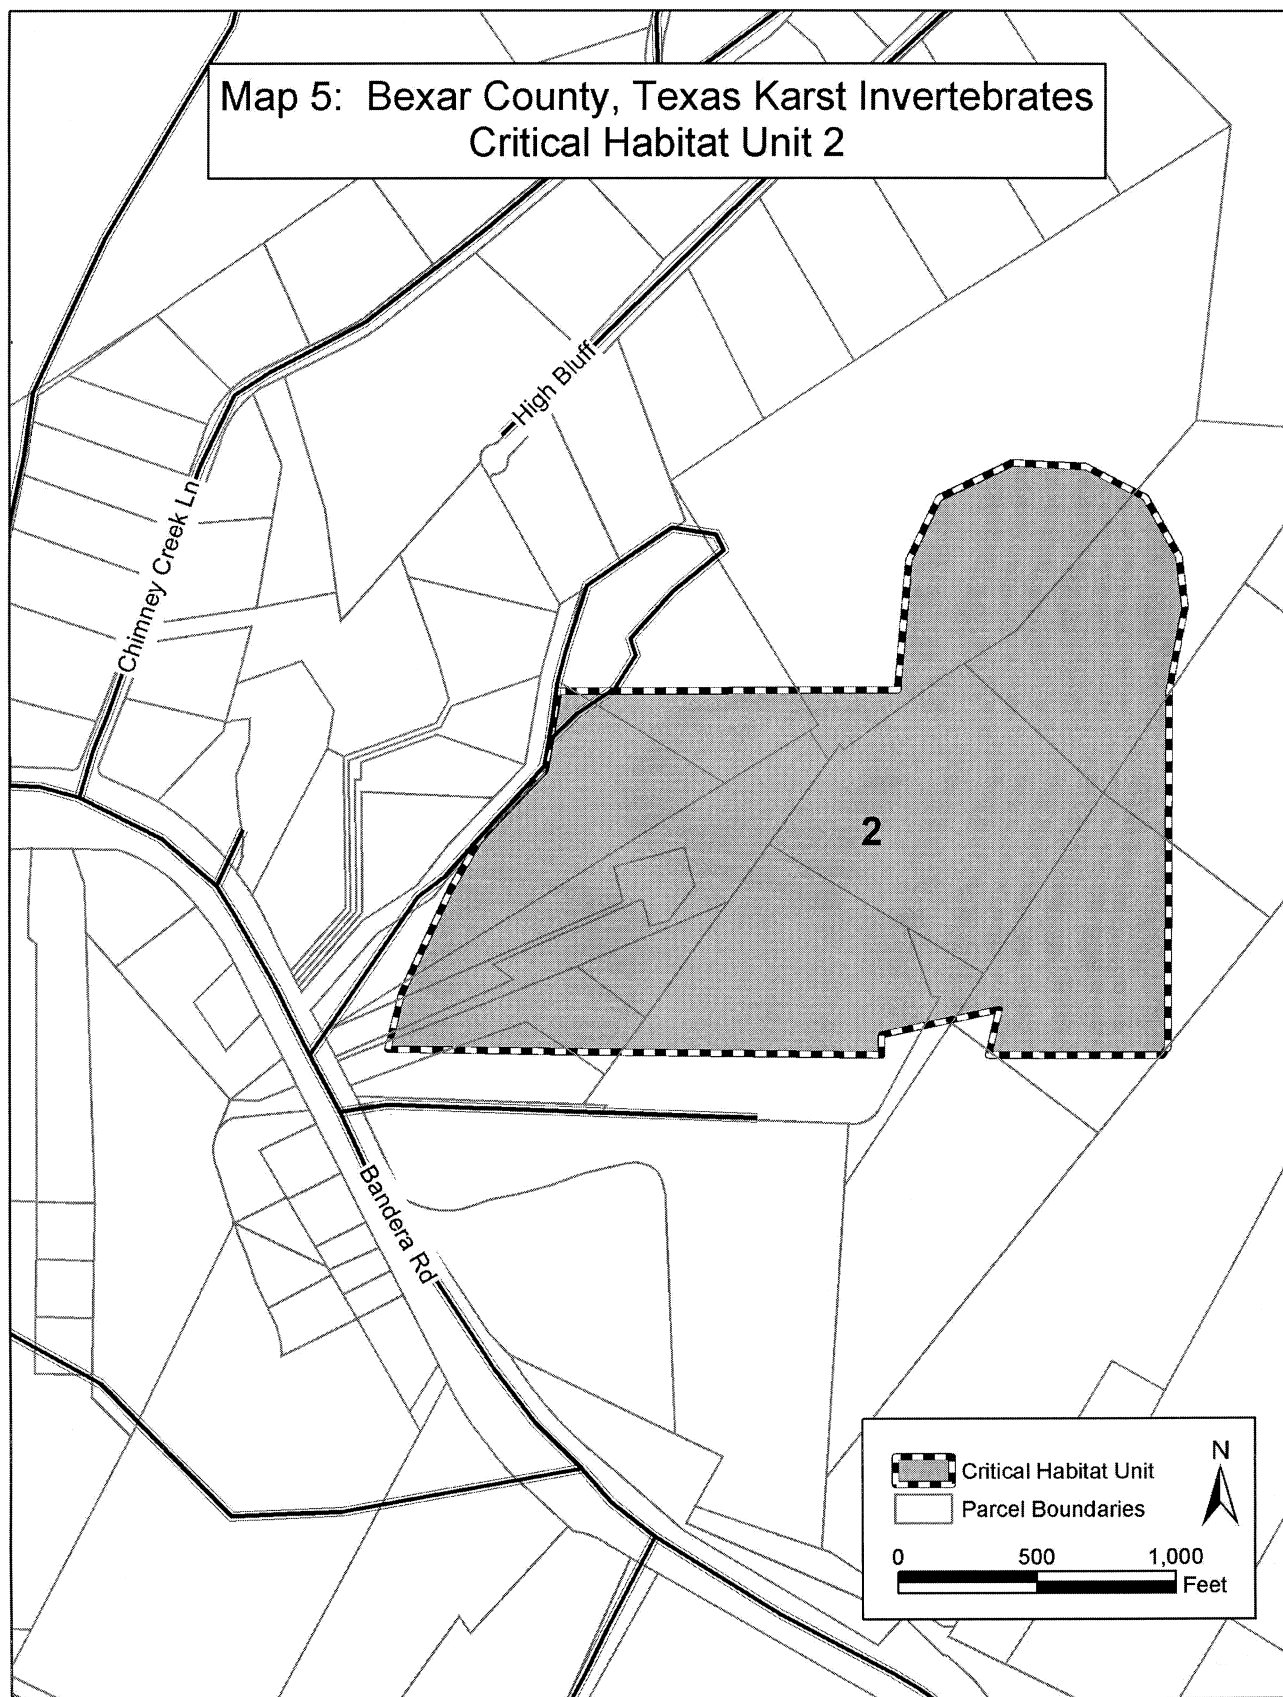 Map 5: Bexar County, Texas Karst Invertebrates
Critical Habitat Unit 2
High Bluff
Chimney Creek Ln
2
Bandera Rd
N
Critical Habitat Unit
Parcel Boundaries
0 500 1,000
Feet